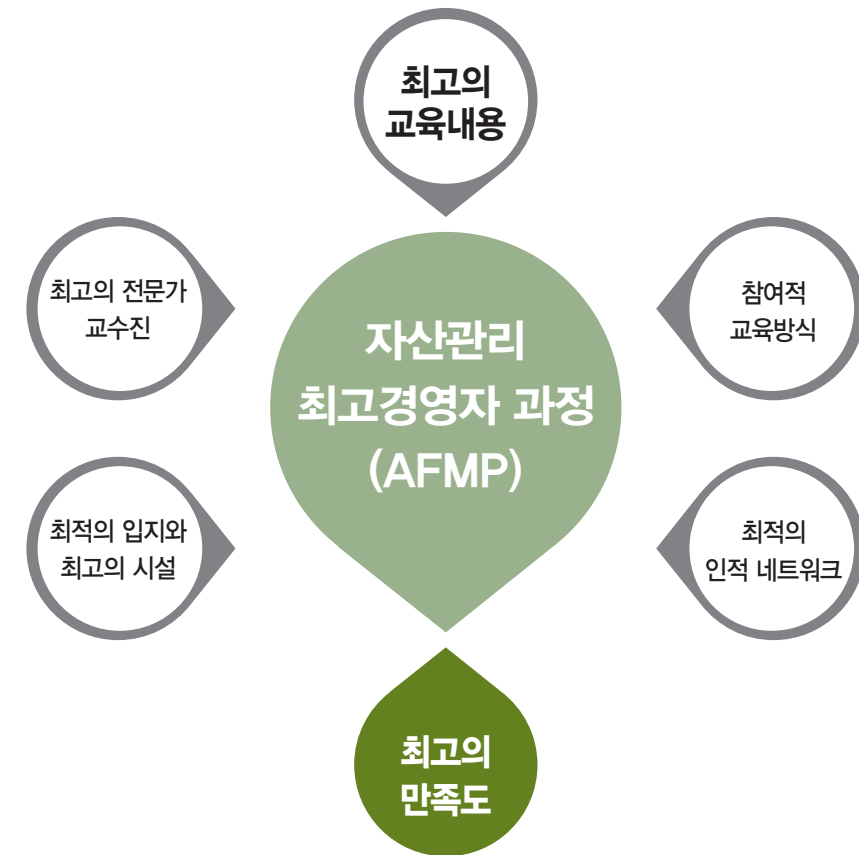 최고의
교육내용
최고의 전문가
교수진
참여적
교육방식
자산관리
최고경영자 과정
(AFMP)
최적의 입지와
최고의 시설
최적의
인적 네트워크
최고의
만족도